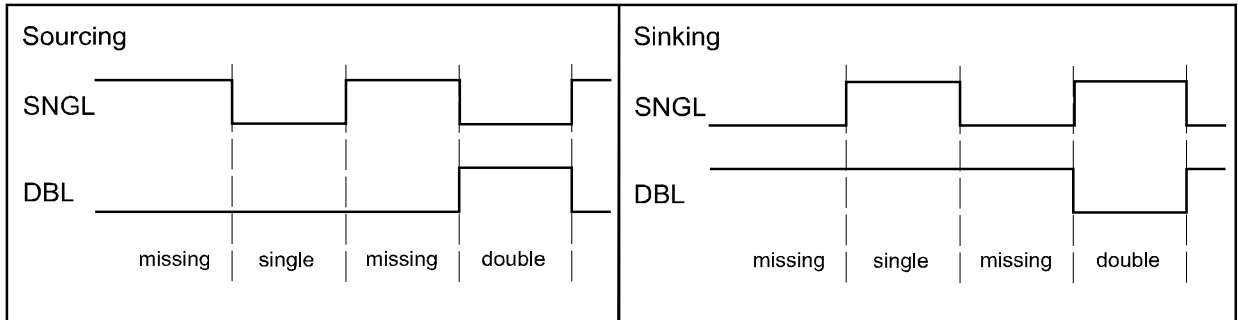 Sourcing
SNGL
DBL
missing single missing double
Sinking
SNGL
DBL
missing single missing double